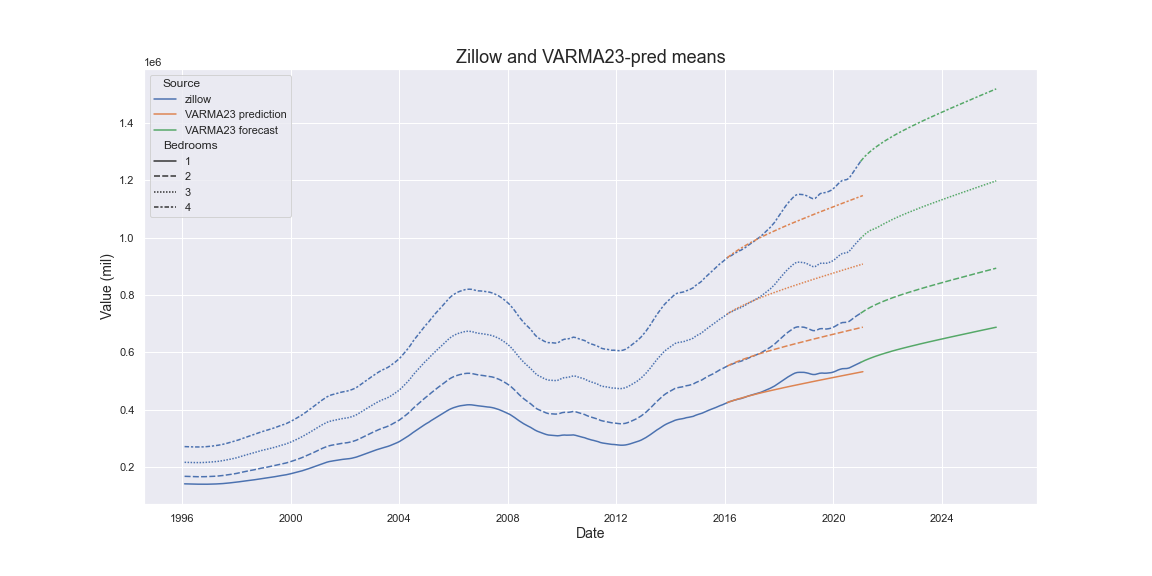 Zillow and VARMA23-pred means
1e6
Source
zillow
VARMA23 prediction
VARMA23 forecast
Bedrooms
1
2
3
4
1.4
1.2
1.0
0.8
0.6
0.4
0.2
Value (mil)
1996 2000 2004 2008 2012 2016 2020 2024
Date